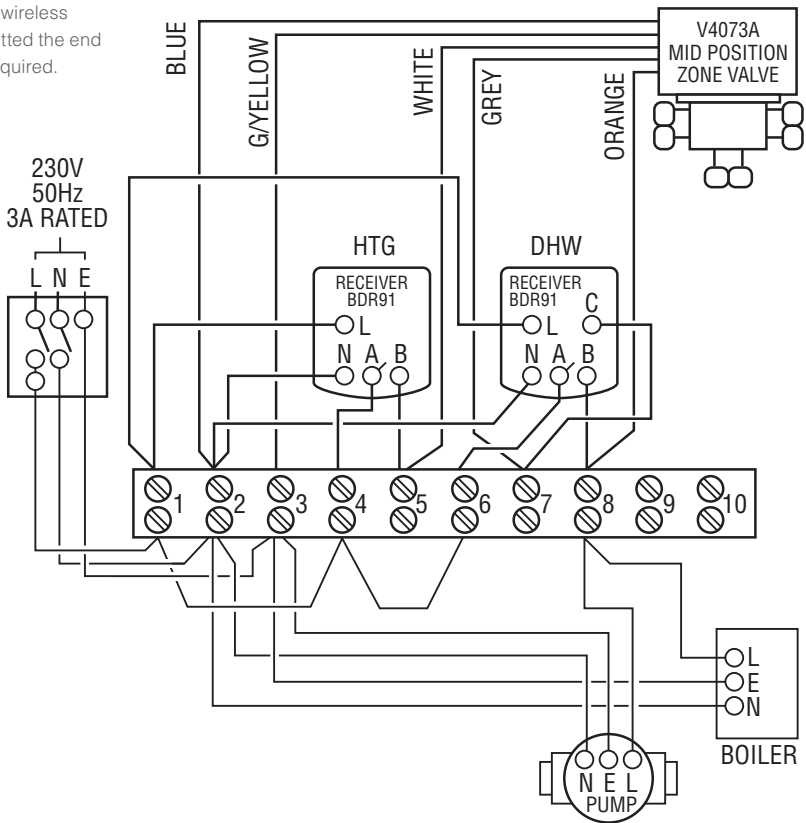 wireless
tted the end
quired.
BLUE
G/YELLOW
WHITE
GREY
ORANGE
V4073A
MID POSITION
ZONE VALVE
230V
50Hz
3A RATED
L N E
HTG
RECEIVER
BDR91
L
N A B
DHW
RECEIVER
BDR91 C
L
N A B
1 2 3 4 5 6 7 8 9 10
L
E
N
BOILER
N E L
PUMP